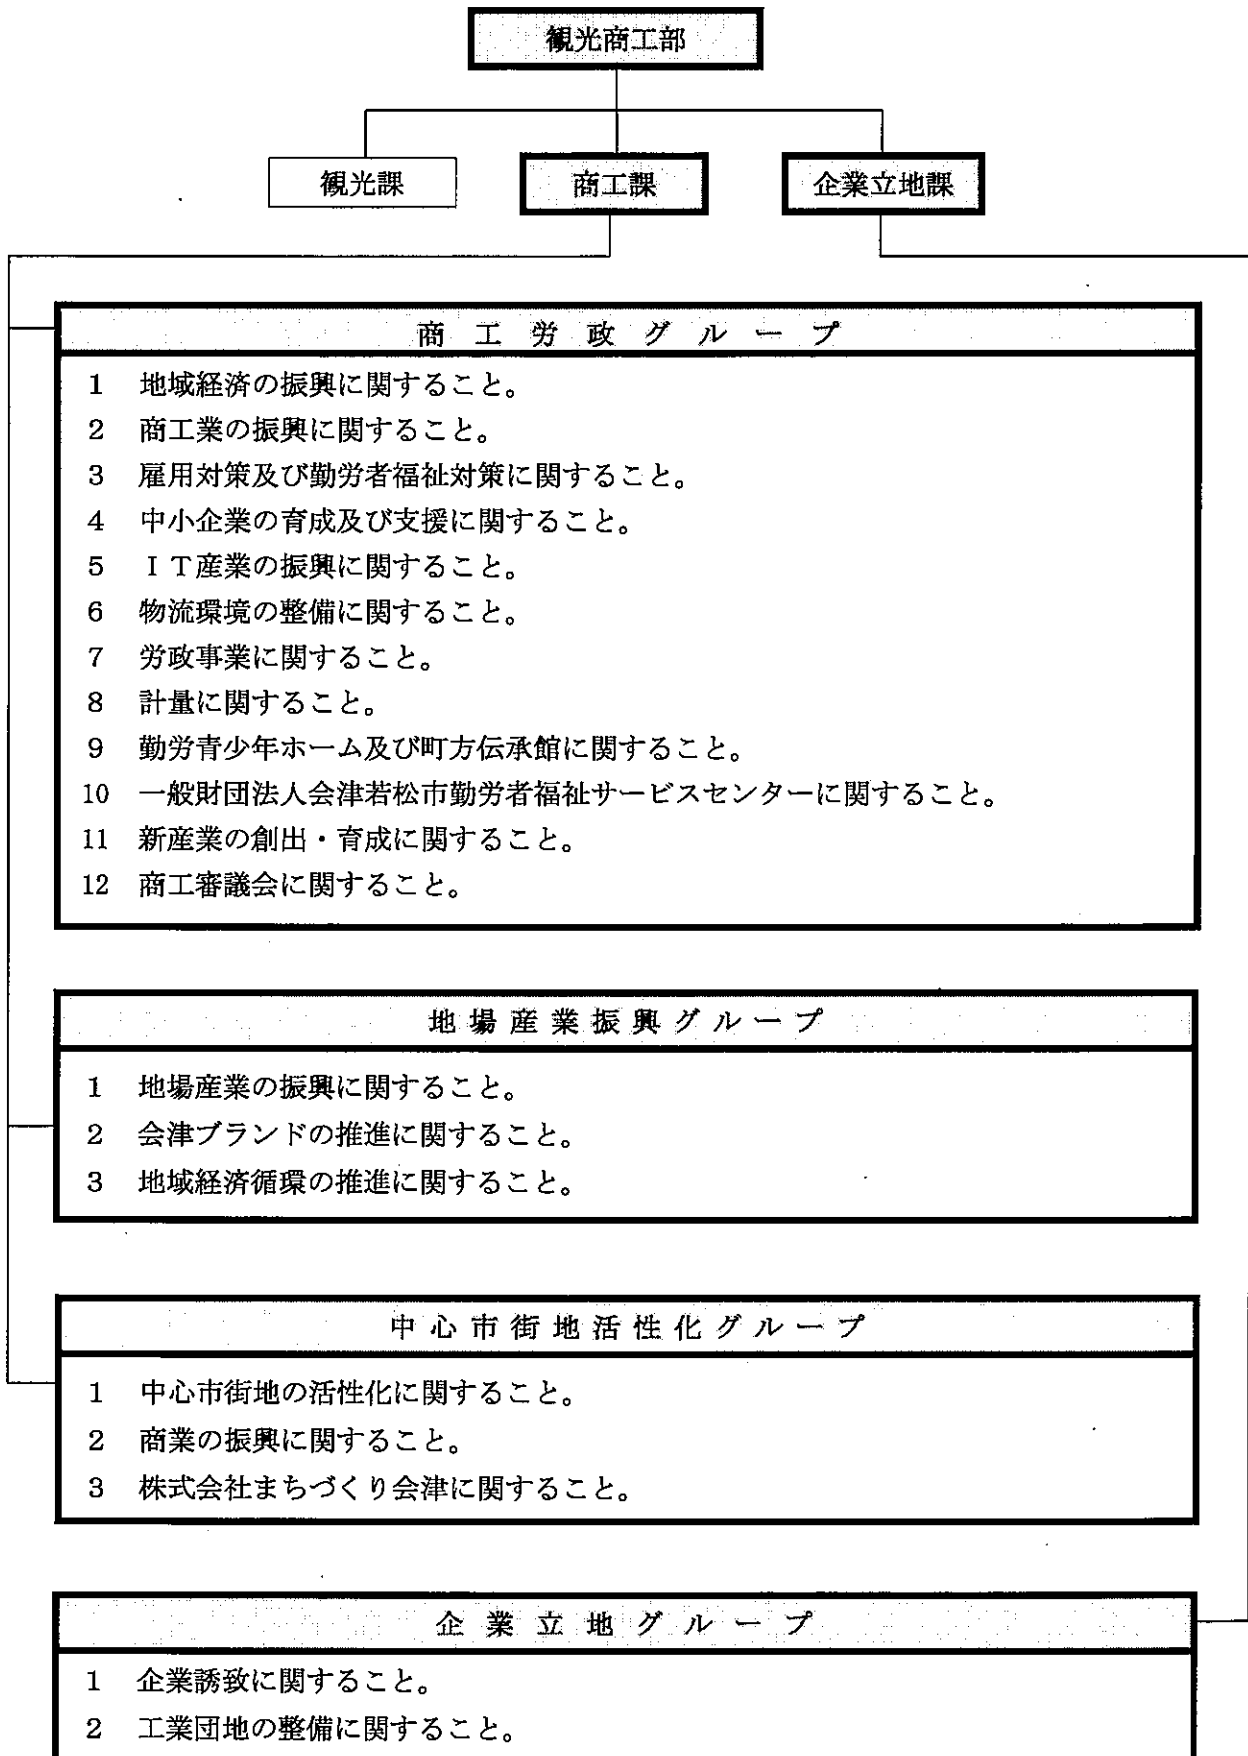 観光商工部
観光課
商工課
企業立地課
商工労政グループ
1 地域経済の振興に関すること。
2 商工業の振興に関すること。
3 雇用対策及び勤労者福祉対策に関すること。
4 中小企業の育成及び支援に関すること。
5 ＩＴ産業の振興に関すること。
6 物流環境の整備に関すること。
7 労政事業に関すること。
8 計量に関すること。
9 勤労青少年ホーム及び町方伝承館に関すること。
10 一般財団法人会津若松市勤労者福祉サービスセンターに関すること。
11 新産業の創出・育成に関すること。
12 商工審議会に関すること。
地場産業振興グループ
1 地場産業の振興に関すること。
2 会津ブランドの推進に関すること。
3 地域経済循環の推進に関すること。
中心市街地活性化グループ
1 中心市街地の活性化に関すること。
2 商業の振興に関すること。
3 株式会社まちづくり会津に関すること。
企業立地グループ
1 企業誘致に関すること。
2 工業団地の整備に関すること。